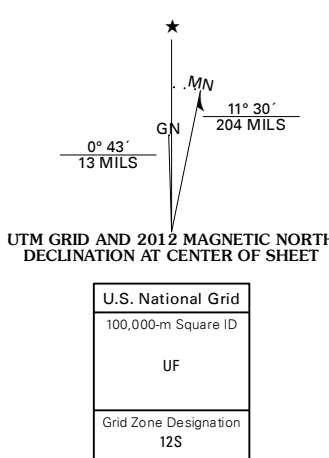 ★
MN
11° 30´
204 MILS
GN
0° 43´
13 MILS
UTM GRID AND 2012 MAGNETIC NORTH
DECLINATION AT CENTER OF SHEET
U.S. National Grid
100,000-m Square ID
UF
Grid Zone Designation
12S